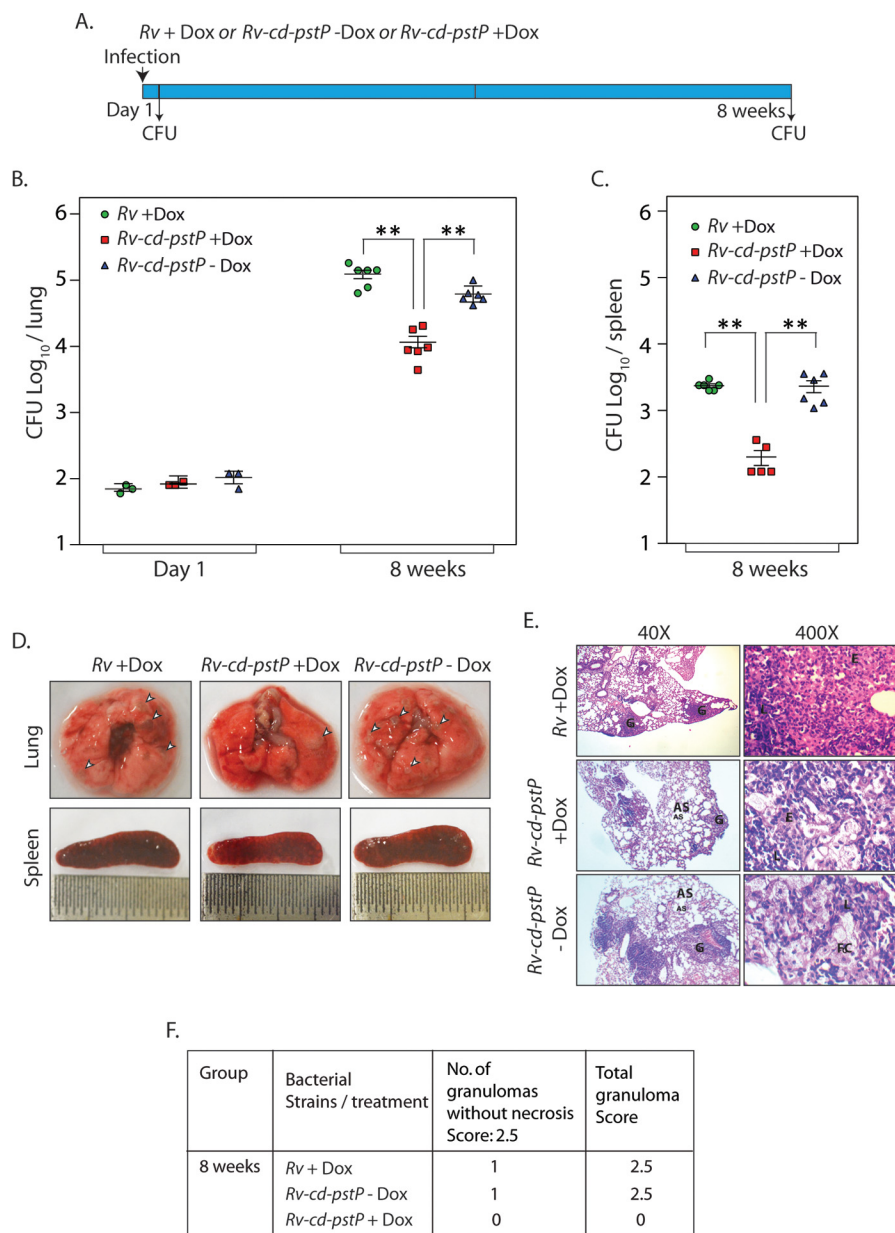 A.
Rv + Dox or Rv-cd-pstP -Dox or Rv-cd-pstP +Dox
Infection
Day 1
8 weeks
CFU
CFU
B.
CFU Log10 / lung
6
5
4
3
2
1
Rv +Dox
Rv-cd-pstP +Dox
Rv-cd-pstP - Dox
**
**
Day 1
8 weeks
C.
CFU Log10 / spleen
6
5
4
3
2
1
Rv +Dox
Rv-cd-pstP +Dox
Rv-cd-pstP - Dox
**
**
8 weeks
D.
Rv +Dox
Rv-cd-pstP +Dox
Rv-cd-pstP - Dox
Lung
Spleen
E.
40X
400X
Rv +Dox
G
G
E
L
Rv-cd-pstP
+Dox
AS
AS
G
E
L
Rv-cd-pstP
- Dox
AS
AS
G
L
FC
F.
Group
Bacterial
Strains / treatment
No. of
granulomas
without necrosis
Score: 2.5
Total
granuloma
Score
8 weeks
Rv + Dox
1
2.5
Rv-cd-pstP - Dox
1
2.5
Rv-cd-pstP + Dox
0
0